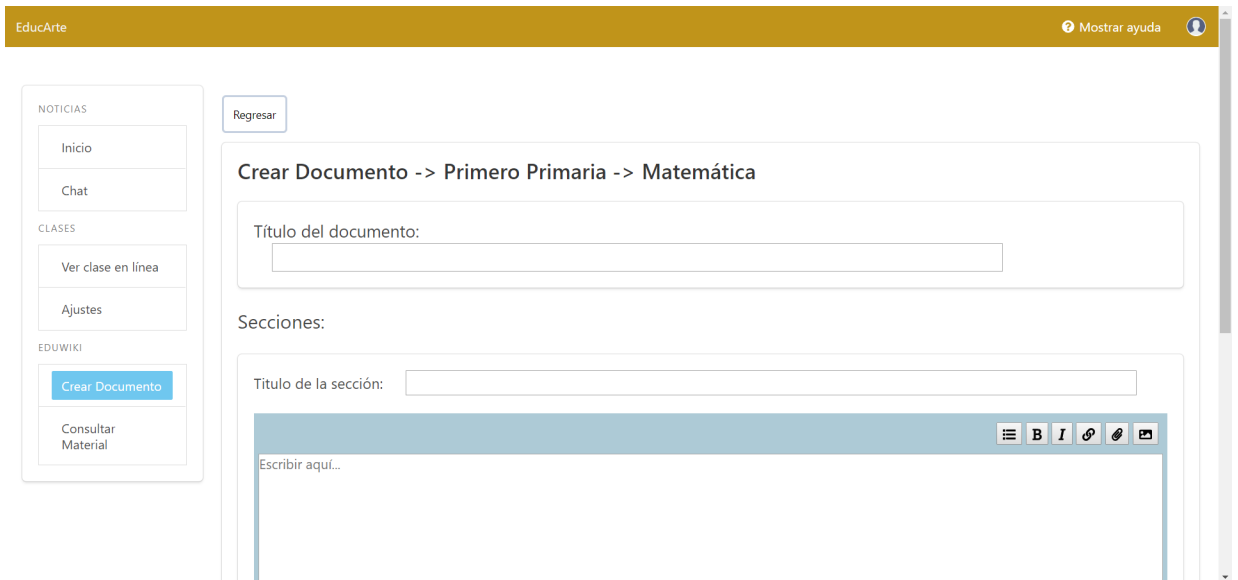 EducArte
Mostrar ayuda
NOTICIAS
Inicio
Chat
CLASES
Ver clase en línea
Ajustes
EDUWIKI
Crear Documento
Consultar
Material
Regresar
Crear Documento -> Primero Primaria -> Matemática
Título del documento:
Secciones:
Titulo de la sección:
B I
Escribir aquí...